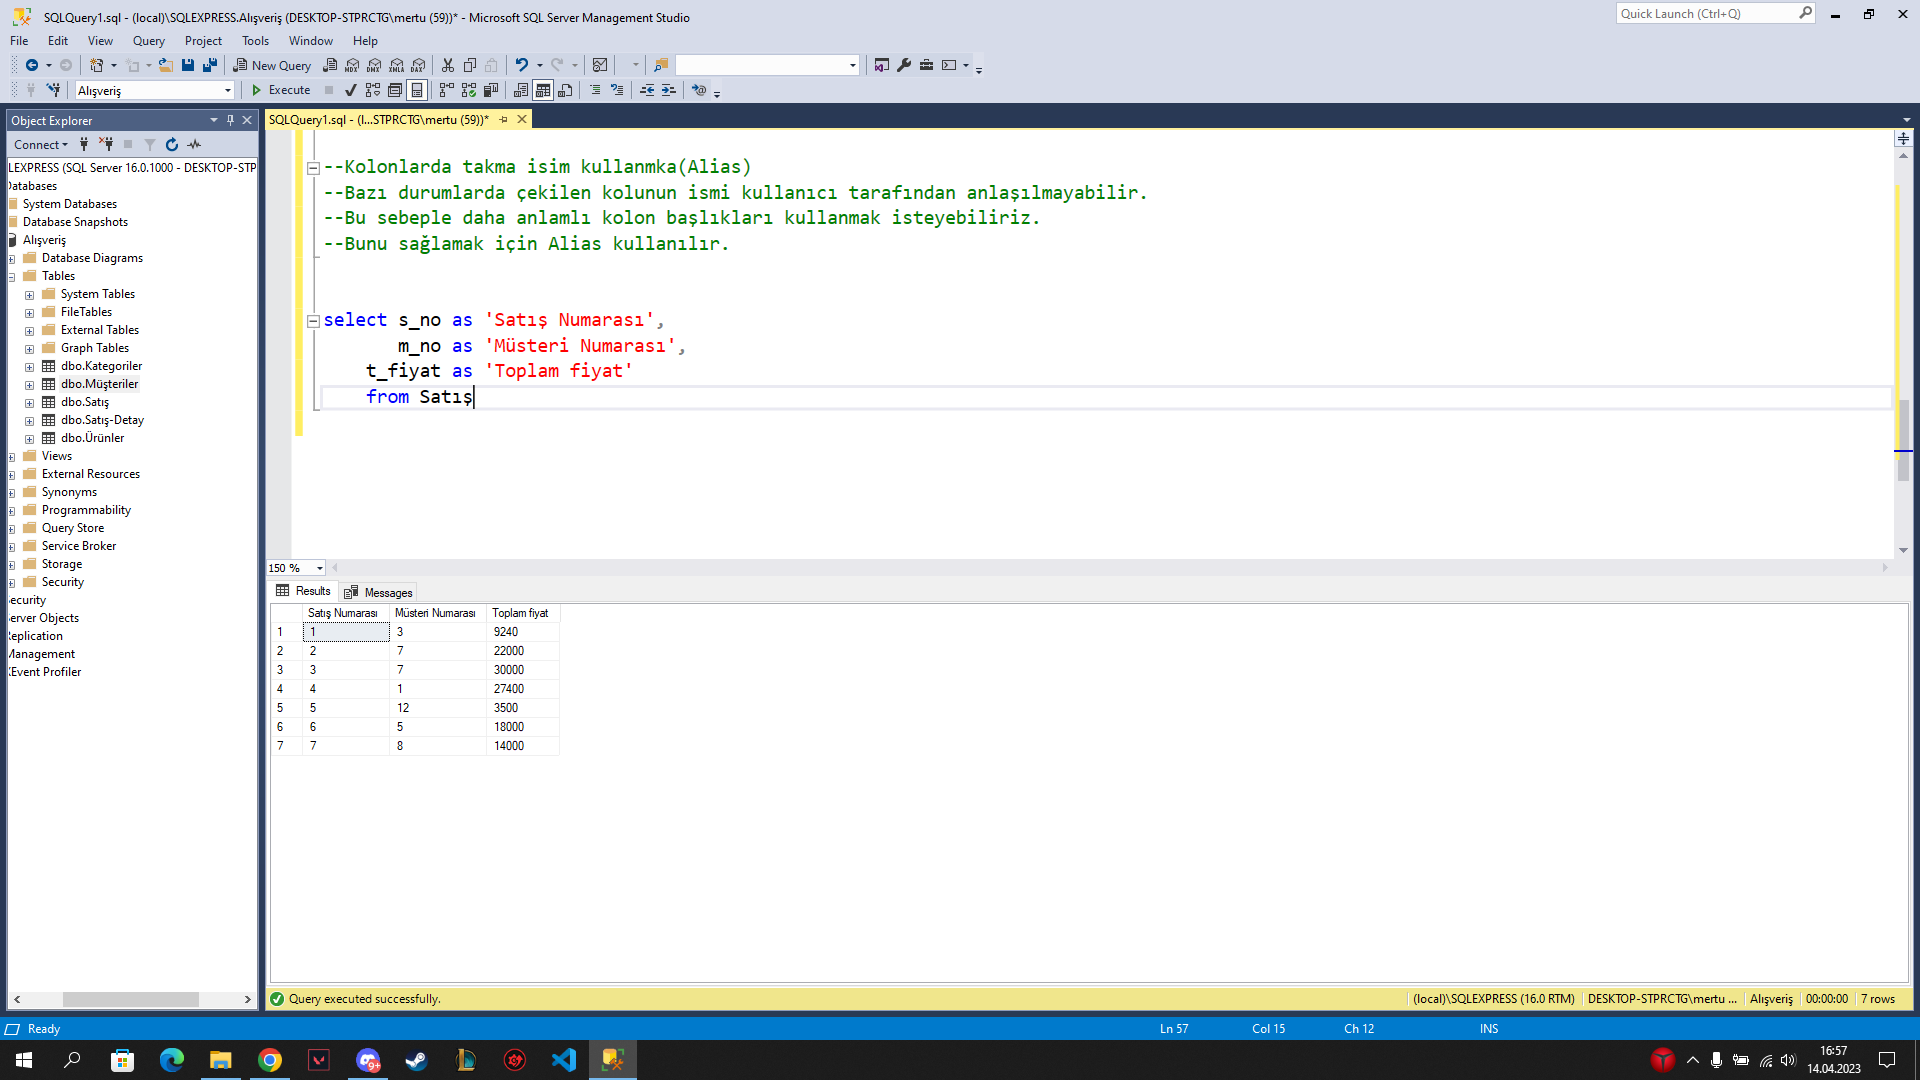 SQLQuery1.sql - (local)\SQLEXPRESS.Alışveriş (DESKTOP-STPRCTG\mertu (59))* - Microsoft SQL Server Management Studio
Quick Launch (Ctrl+Q)
File Edit View Query Project Tools Window Help
New Query
MDX DMX XMLA DAX
Alışveriş
Execute
Object Explorer
SQLQuery1.sql - (l...STPRCTG\mertu (59))*
Connect
LEXPRESS (SQL Server 16.0.1000 - DESKTOP-STP
Databases
System Databases
Database Snapshots
Alışveriş
Database Diagrams
Tables
System Tables
FileTables
External Tables
Graph Tables
dbo.Kategoriler
dbo.Müşteriler
dbo.Satış
dbo.Satış-Detay
dbo.Ürünler
Views
External Resources
Synonyms
Programmability
Query Store
Service Broker
Storage
Security
ecurity
erver Objects
eplication
Management
Event Profiler
--Kolonlarda takma isim kullanmka(Alias)
--Bazı durumlarda çekilen kolunun ismi kullanıcı tarafından anlaşılmayabilir.
--Bu sebeple daha anlamlı kolon başlıkları kullanmak isteyebiliriz.
--Bunu sağlamak için Alias kullanılır.
select s_no as 'Satış Numarası',
m_no as 'Müsteri Numarası',
t_fiyat as 'Toplam fiyat'
from Satış
150 %
Results Messages
Satış Numarası Müsteri Numarası Toplam fiyat
1 1 3 9240
2 2 7 22000
3 3 7 30000
4 4 1 27400
5 5 12 3500
6 6 5 18000
7 7 8 14000
Query executed successfully.
(local)\SQLEXPRESS (16.0 RTM) DESKTOP-STPRCTG\mertu ... Alışveriş 00:00:00 7 rows
Ready
Ln 57 Col 15 Ch 12 INS
9+
16:57
14.04.2023